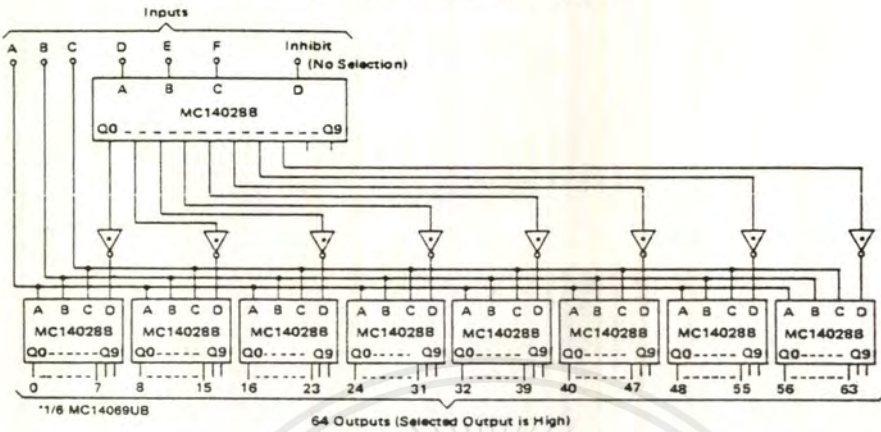 Inputs
A B C D E F Inhibit
(No Selection)
A B C D
MC14028B
Q0 Q9
A B C D A B C D A B C D A B C D A B C D A B C D A B C D A B C D
MC14028B MC14028B MC14028B MC14028B MC14028B MC14028B MC14028B MC14028B
Q0 Q9 Q0 Q9 Q0 Q9 Q0 Q9 Q0 Q9 Q0 Q9 Q0 Q9 Q0 Q9
0 7 8 15 16 23 24 31 32 39 40 47 48 55 56 63
*1/6 MC14069UB
64 Outputs (Selected Output is High)